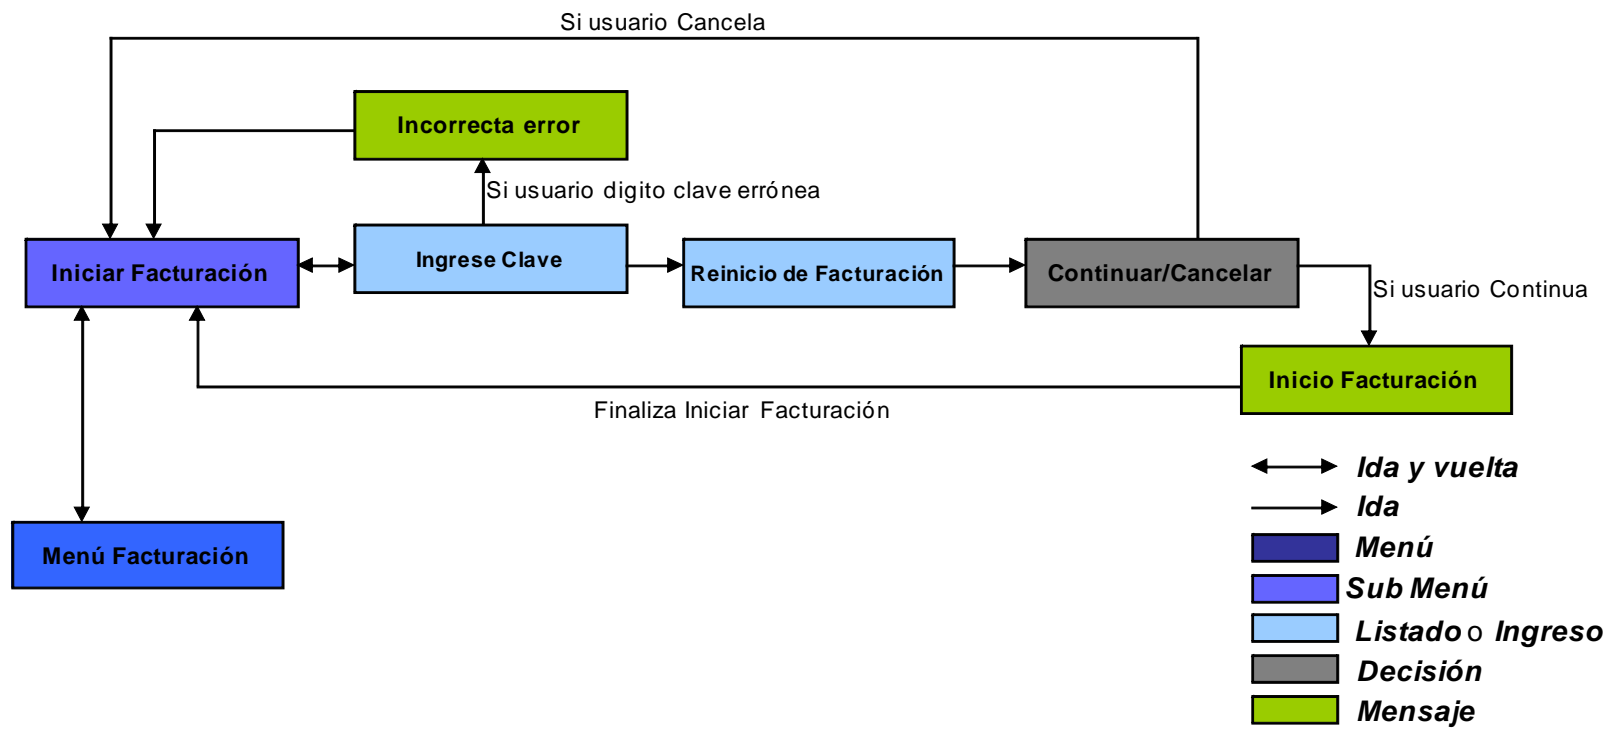 Si usuario Cancela
Incorrecta error
Si usuario digito clave errónea
Iniciar Facturación
Ingrese Clave
Reinicio de Facturación
Continuar/Cancelar
Si usuario Continua
Inicio Facturación
Finaliza Iniciar Facturación
Menú Facturación
Ida y vuelta
Ida
Menú
Sub Menú
Listado o Ingreso
Decisión
Mensaje